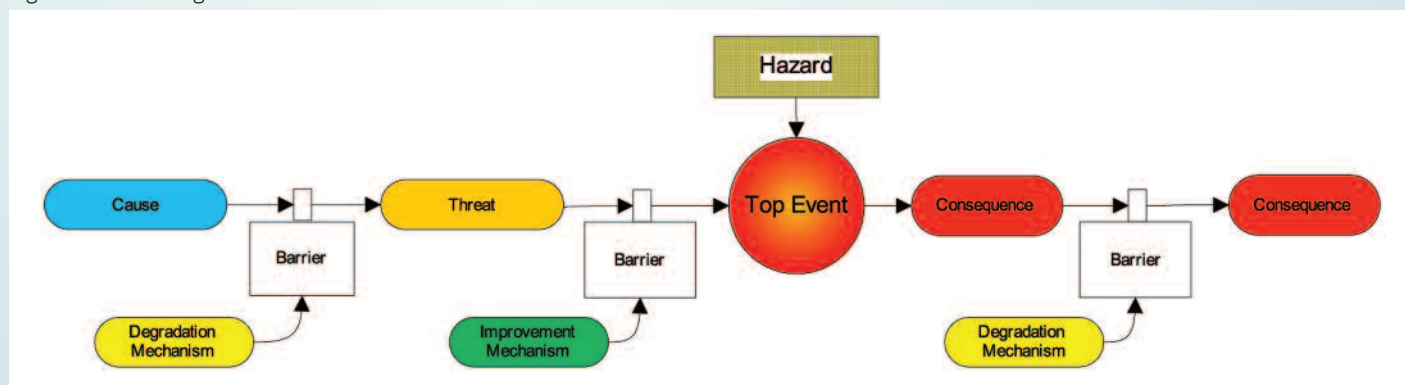 Hazard
Cause
Threat
Top Event
Consequence
Consequence
Barrier
Barrier
Barrier
Degradation
Mechanism
Improvement
Mechanism
Degradation
Mechanism